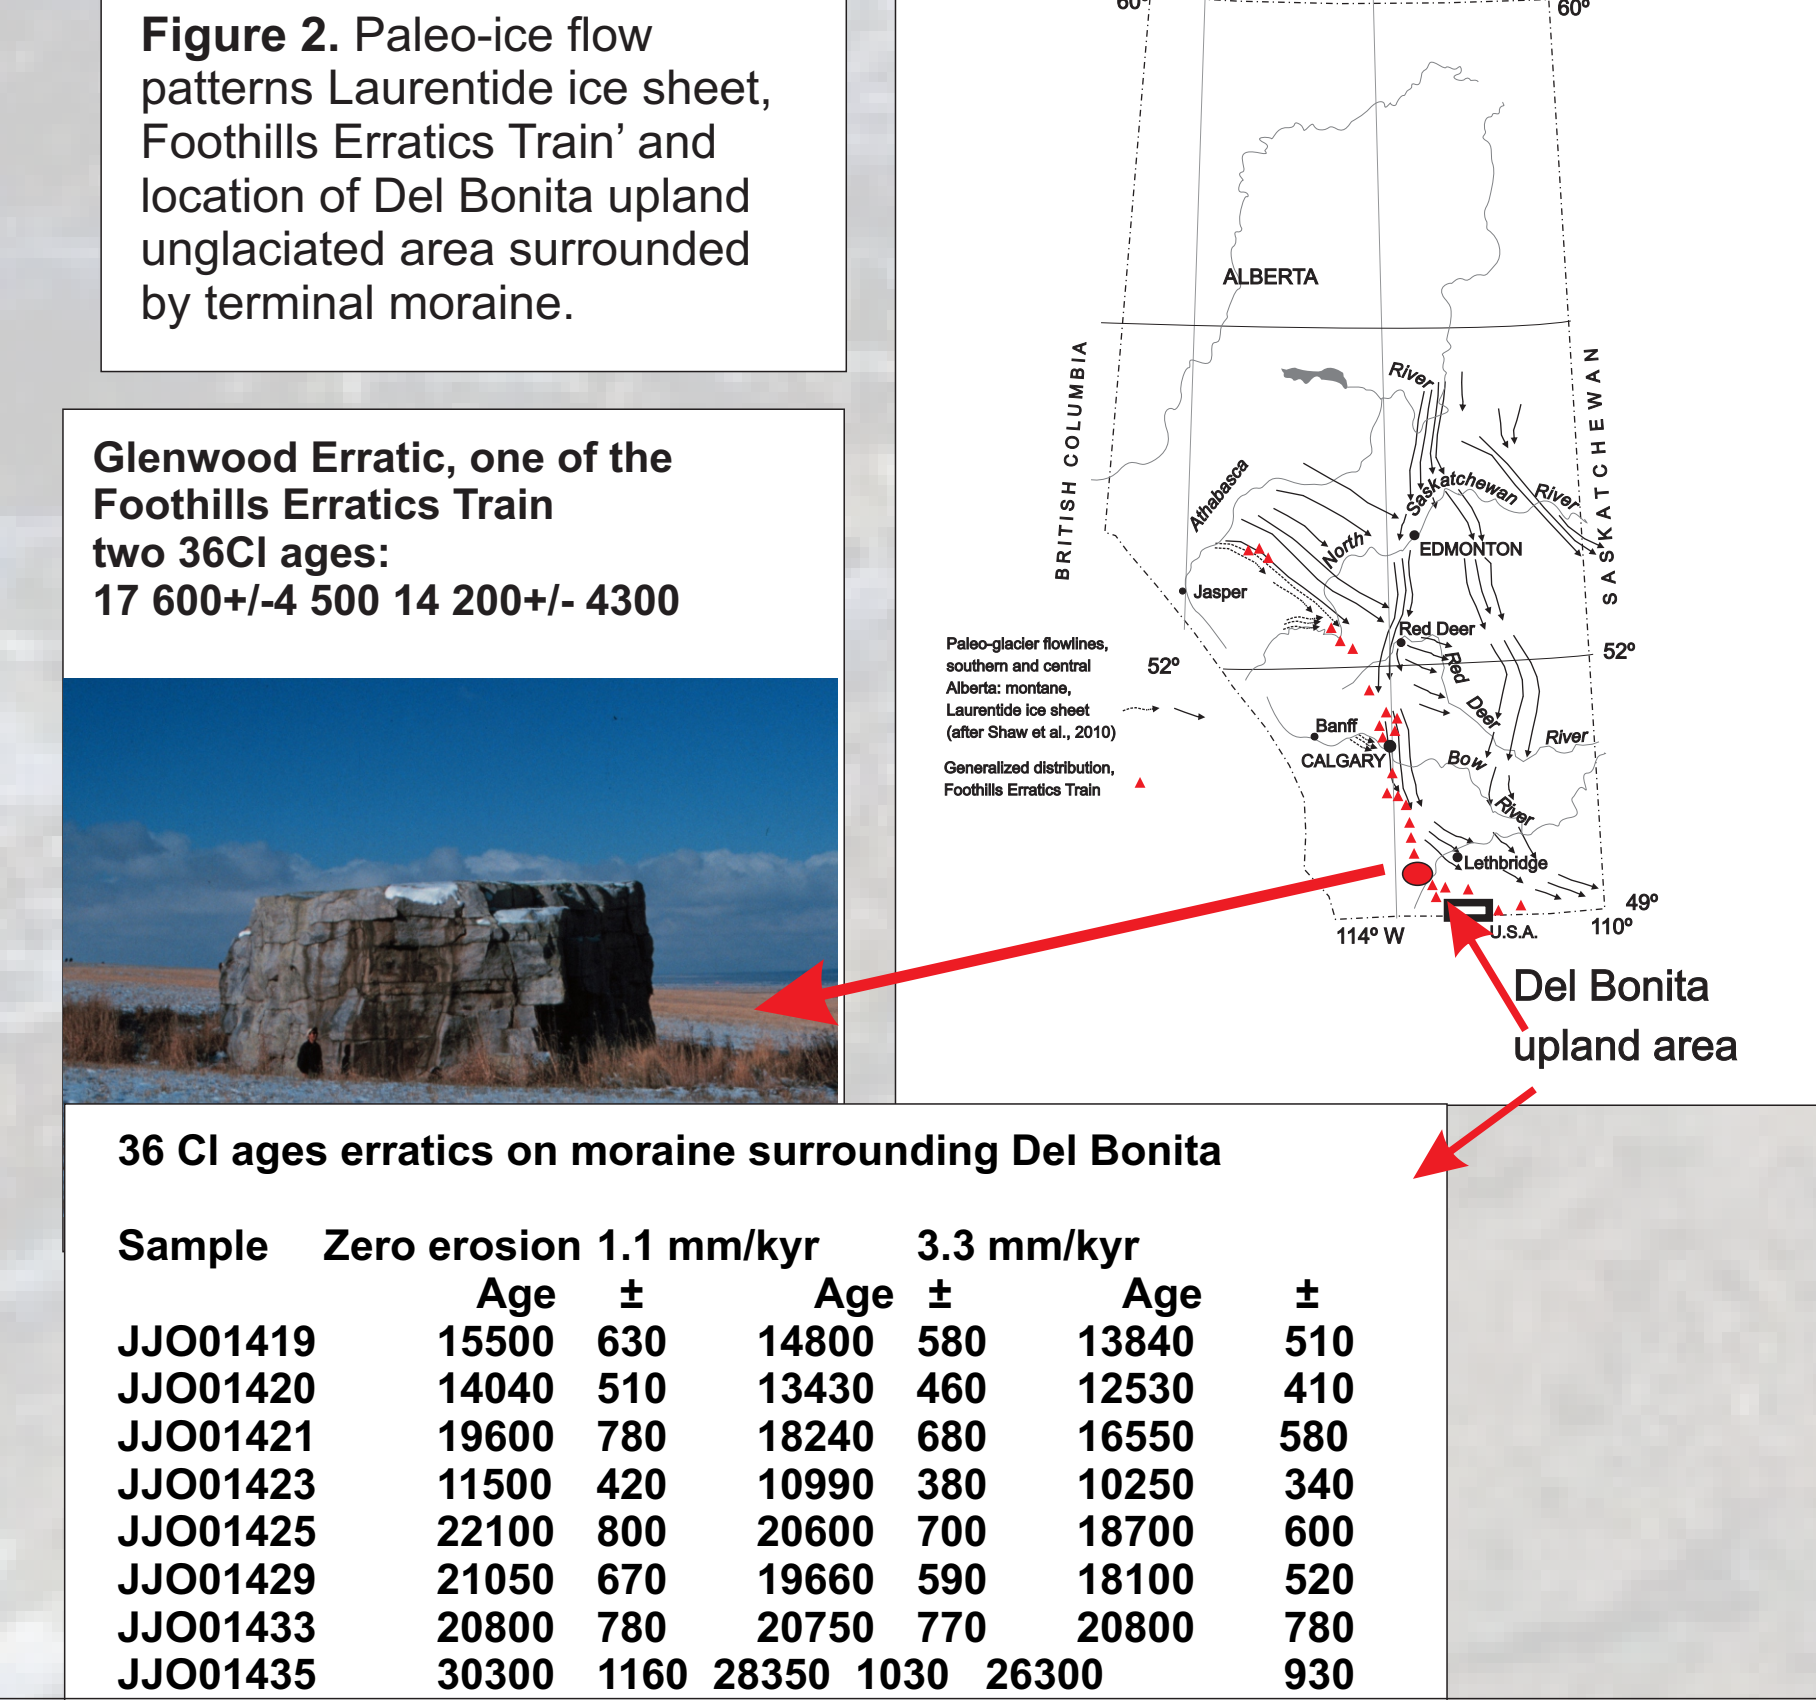 Figure 2. Paleo-ice flow
patterns Laurentide ice sheet,
Foothills Erratics Train’ and
location of Del Bonita upland
unglaciated area surrounded
by terminal moraine.
Glenwood Erratic, one of the
Foothills Erratics Train
two 36Cl ages:
17 600+/-4 500 14 200+/- 4300
60º
60º
ALBERTA
BRITISH COLUMBIA
SASKATCHEWAN
River
Athabasca
Saskatchewan
River
North
EDMONTON
Jasper
Red Deer
Paleo-glacier flowlines,
southern and central
Alberta: montane,
Laurentide ice sheet
(after Shaw et al., 2010)
Generalized distribution,
Foothills Erratics Train
52º
52º
Red
Deer
River
Banff
CALGARY
Bow
River
Lethbridge
49º
110º
114º W
U.S.A.
Del Bonita
upland area
36 Cl ages erratics on moraine surrounding Del Bonita
Sample Zero erosion 1.1 mm/kyr 3.3 mm/kyr
Age ± Age ± Age ±
JJO01419 15500 630 14800 580 13840 510
JJO01420 14040 510 13430 460 12530 410
JJO01421 19600 780 18240 680 16550 580
JJO01423 11500 420 10990 380 10250 340
JJO01425 22100 800 20600 700 18700 600
JJO01429 21050 670 19660 590 18100 520
JJO01433 20800 780 20750 770 20800 780
JJO01435 30300 1160 28350 1030 26300 930